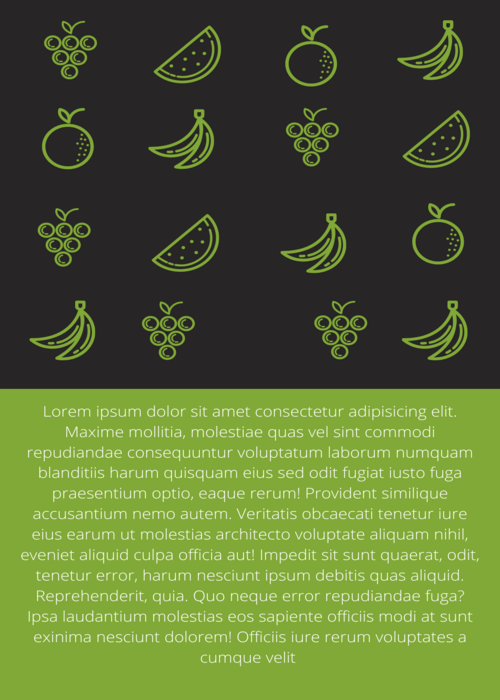 Lorem ipsum dolor sit amet consectetur adipisicing elit.
Maxime mollitia, molestiae quas vel sint commodi
repudiandae consequuntur voluptatum laborum numquam
blanditiis harum quisquam eius sed odit fugiat iusto fuga
praesentium optio, eaque rerum! Provident similique
accusantium nemo autem. Veritatis obcaecati tenetur iure
eius earum ut molestias architecto voluptate aliquam nihil,
eveniet aliquid culpa officia aut! Impedit sit sunt quaerat, odit,
tenetur error, harum nesciunt ipsum debitis quas aliquid.
Reprehenderit, quia. Quo neque error repudiandae fuga?
Ipsa laudantium molestias eos sapiente officiis modi at sunt
exinima nesciunt dolorem! Officiis iure rerum voluptates a
cumque velit